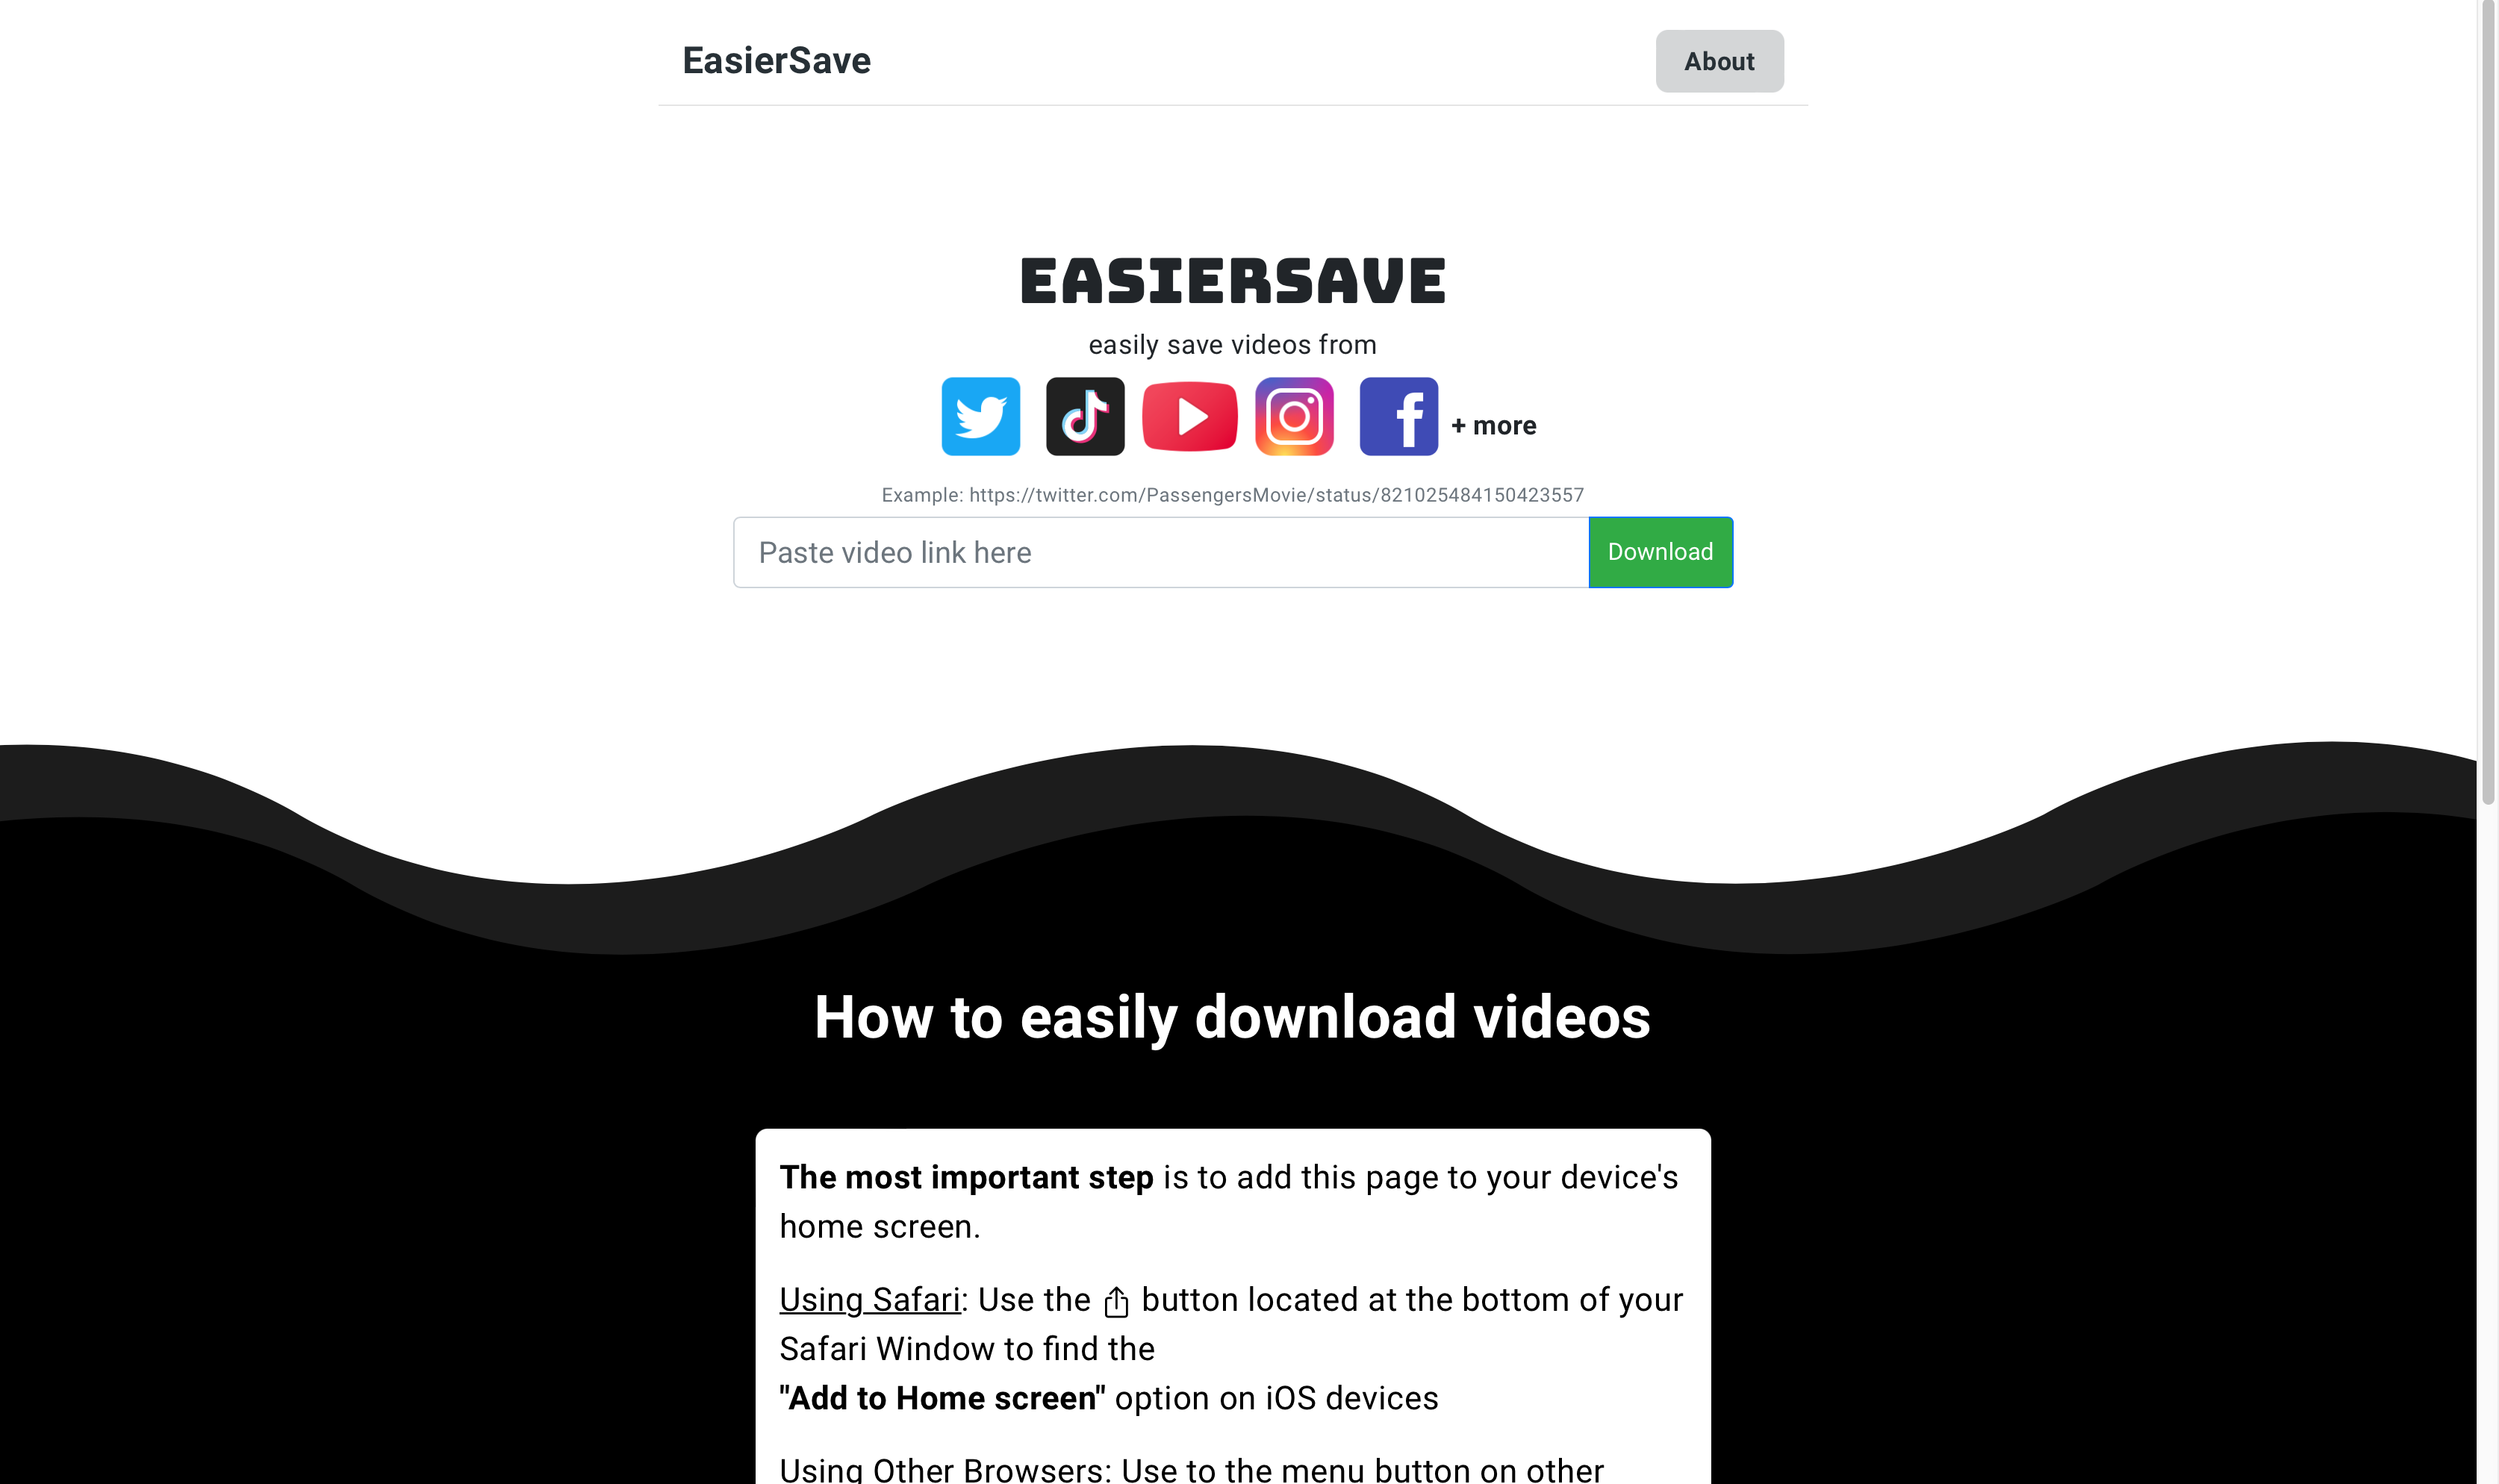 EasierSave
About
EASIERSAVE
easily save videos from
+ more
Example: https://twitter.com/PassengersMovie/status/821025484150423557
Paste video link here
Download
How to easily download videos
The most important step is to add this page to your device's
home screen.
Using Safari: Use the button located at the bottom of your
Safari Window to find the
"Add to Home screen" option on iOS devices
Using Other Browsers: Use to the menu button on other